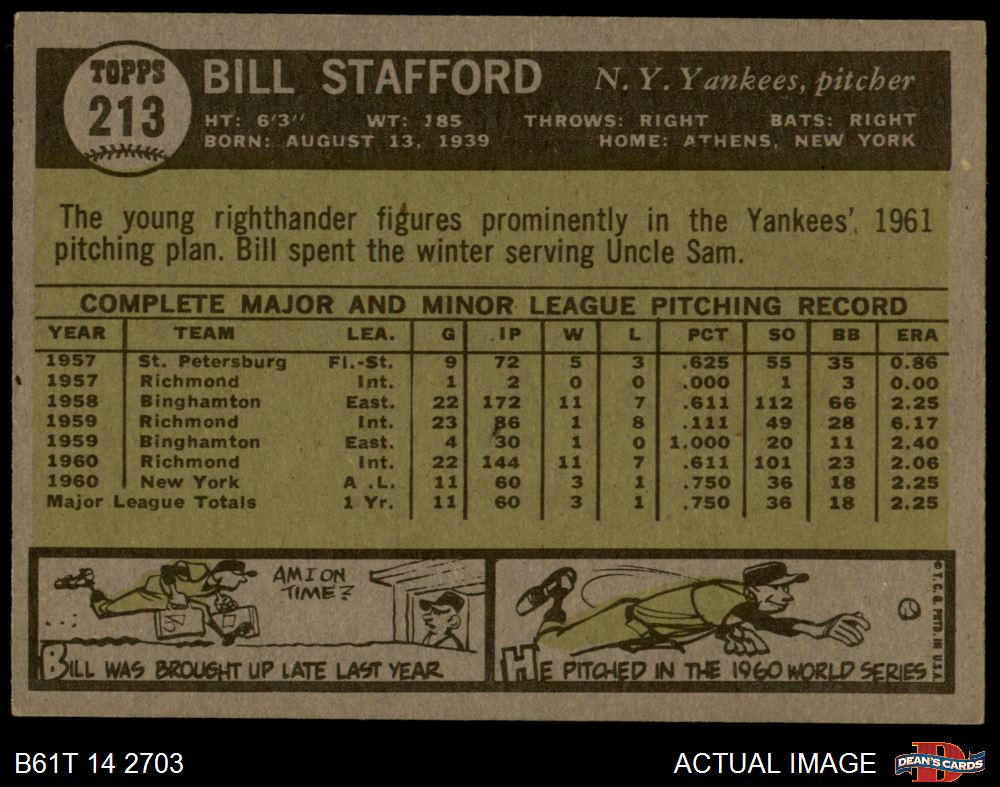 TOPPS
213
BILL STAFFORD N. Y. Yankees, pitcher
HT: 6'3" WT: 185 THROWS: RIGHT BATS: RIGHT
BORN: AUGUST 13, 1939 HOME: ATHENS, NEW YORK
The young righthander figures prominently in the Yankees' 1961
pitching plan. Bill spent the winter serving Uncle Sam.
COMPLETE MAJOR AND MINOR LEAGUE PITCHING RECORD
YEAR TEAM LEA. G IP W L PCT SO BB ERA
1957 St. Petersburg Fl.-St. 9 72 5 3 .625 55 35 0.86
1957 Richmond Int. 1 2 0 0 .000 1 3 0.00
1958 Binghamton East. 22 172 11 7 .611 112 66 2.25
1959 Richmond Int. 23 86 1 8 .111 49 28 6.17
1959 Binghamton East. 4 30 1 0 1.000 20 11 2.40
1960 Richmond Int. 22 144 11 7 .611 101 23 2.06
1960 New York A .L. 11 60 3 1 .750 36 18 2.25
Major League Totals 1 Yr. 11 60 3 1 .750 36 18 2.25
AM I ON
TIME?
BILL WAS BROUGHT UP LATE LAST YEAR
HE PITCHED IN THE 1960 WORLD SERIES
© T. C. G. PRTD. IN U.S.A.
B61T 14 2703 ACTUAL IMAGE
DEAN'S CARDS